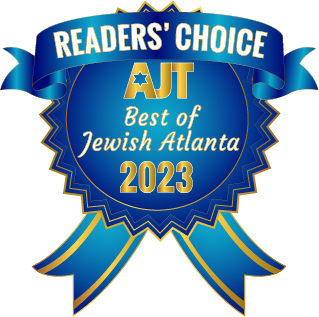 READERS' CHOICE
AJT
Best of
Jewish Atlanta
2023